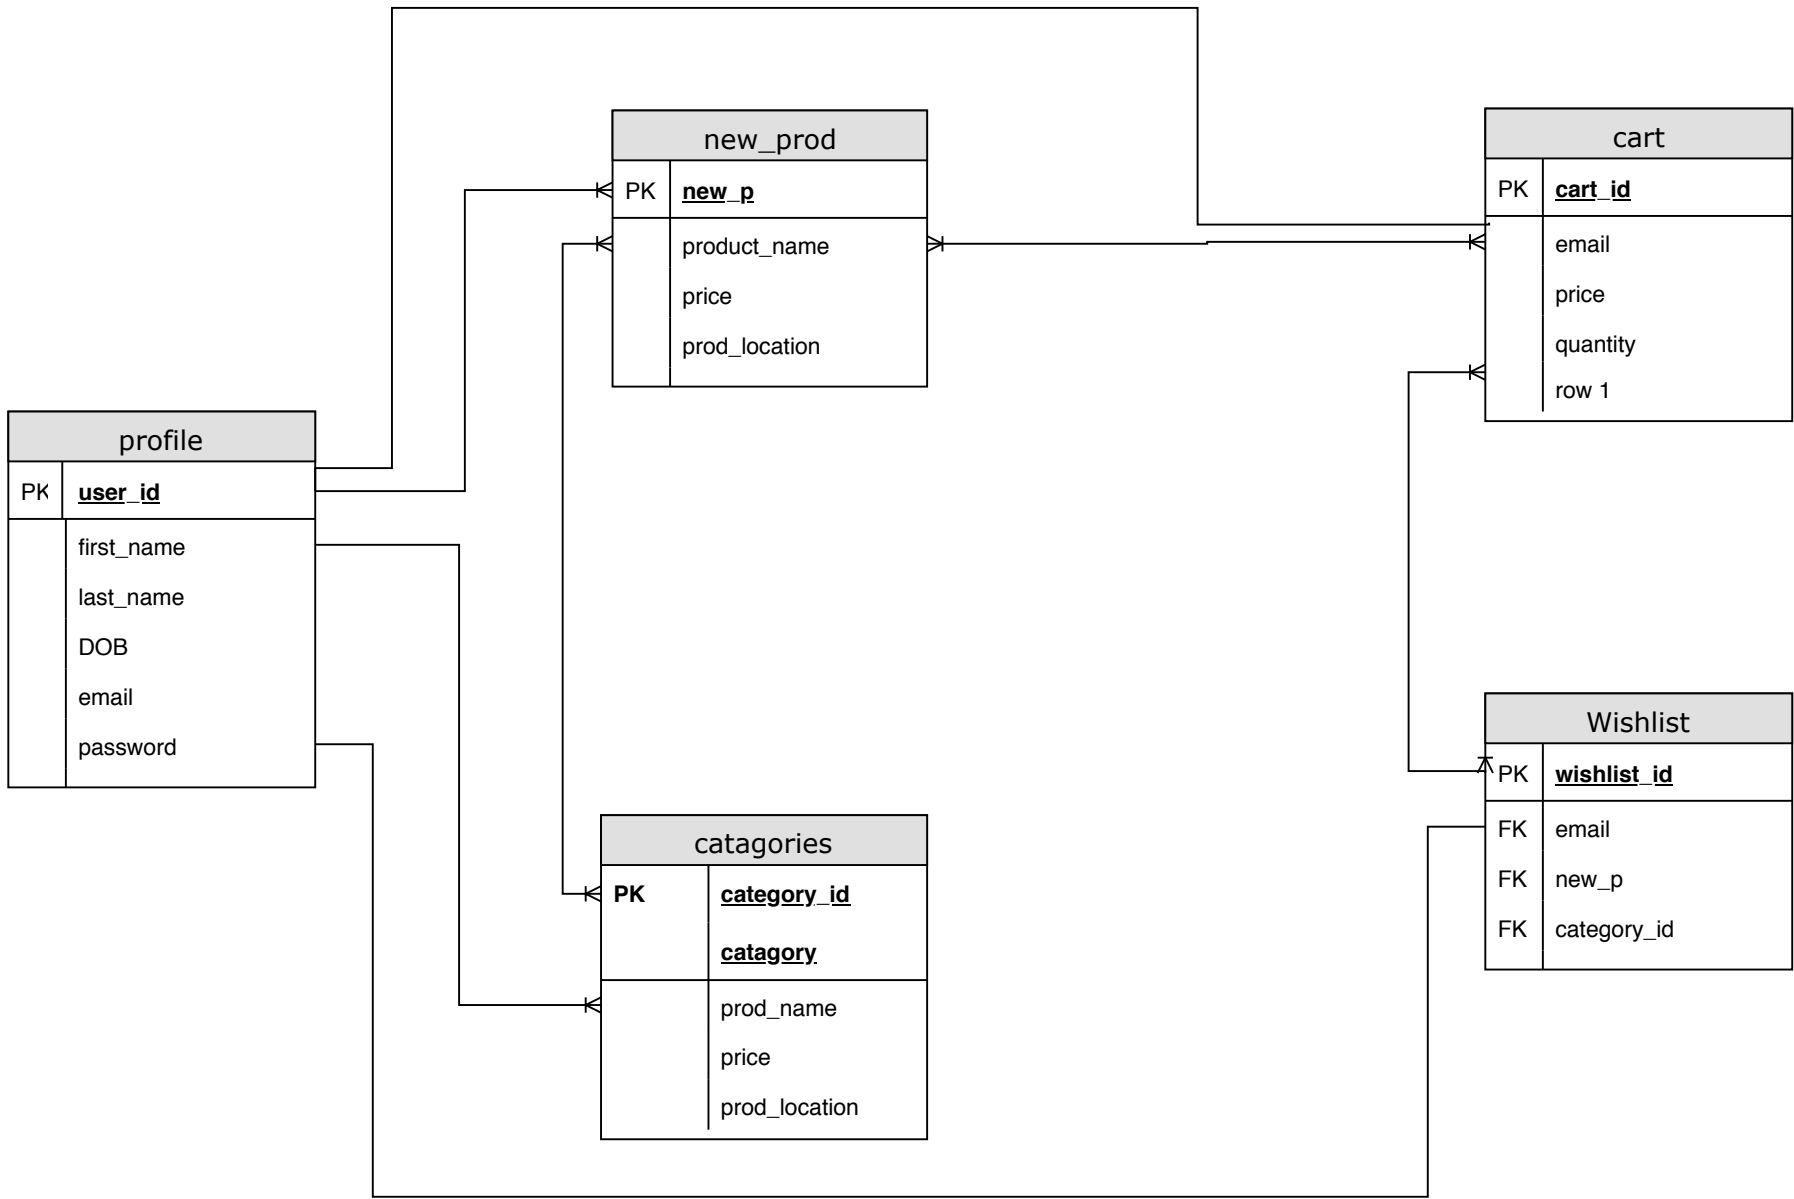 new_prod
PK new_p
product_name
price
prod_location
cart
PK cart_id
email
price
quantity
row 1
profile
PK user_id
first_name
last_name
DOB
email
password
catagories
PK category_id
catagory
prod_name
price
prod_location
Wishlist
PK wishlist_id
FK email
FK new_p
FK category_id